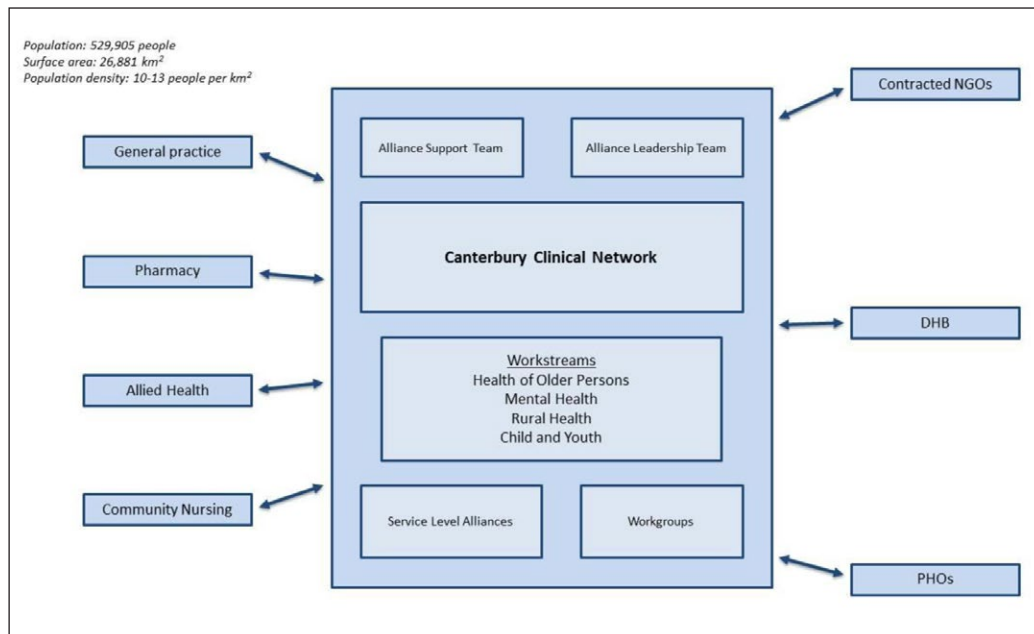 Population: 529,905 people
Surface area: 26,881 km²
Population density: 10-13 people per km²
Contracted NGOs
General practice
Alliance Support Team
Alliance Leadership Team
Pharmacy
Canterbury Clinical Network
DHB
Allied Health
Workstreams
Health of Older Persons
Mental Health
Rural Health
Child and Youth
Community Nursing
Service Level Alliances
Workgroups
PHOs